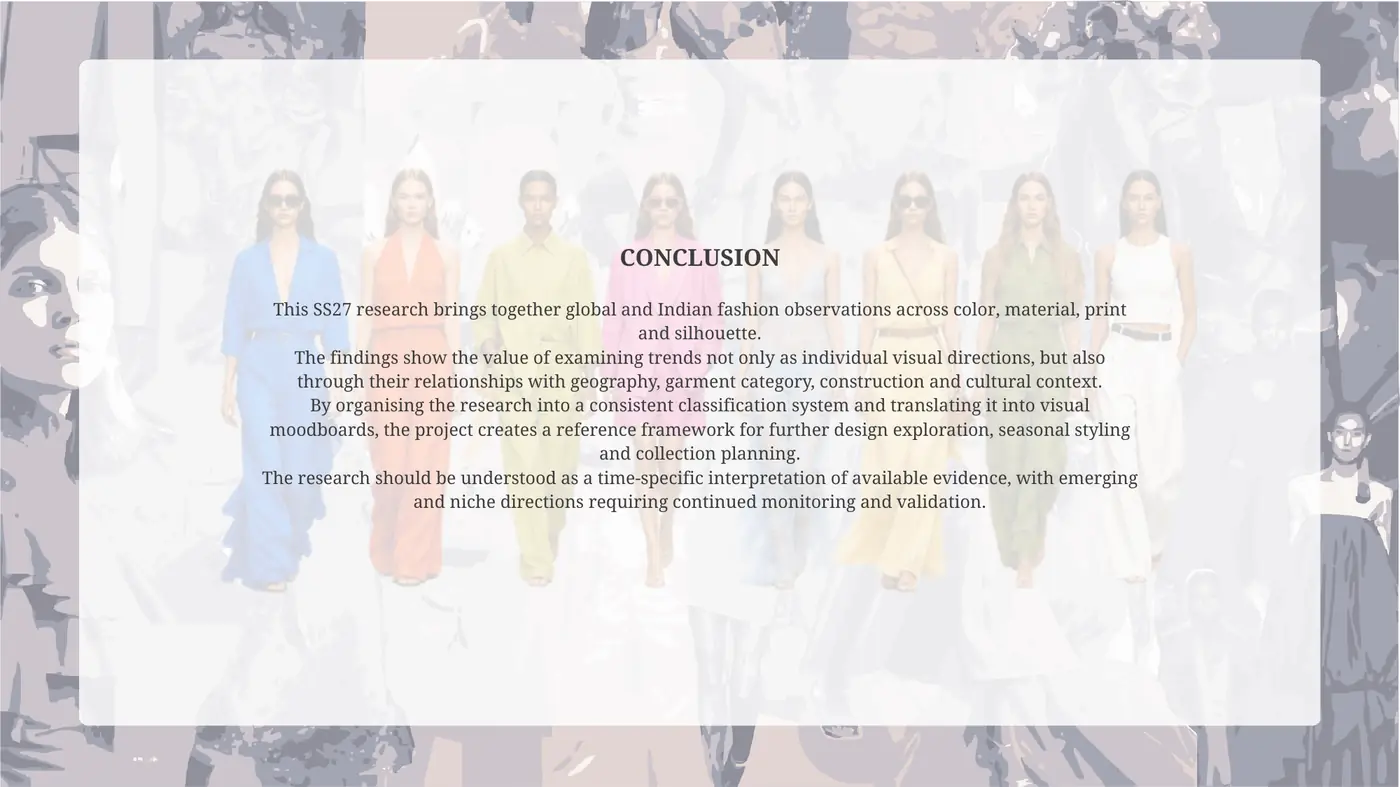 CONCLUSION
This SS27 research brings together global and Indian fashion observations across color, material, print
and silhouette.
The findings show the value of examining trends not only as individual visual directions, but also
through their relationships with geography, garment category, construction and cultural context.
By organising the research into a consistent classification system and translating it into visual
moodboards, the project creates a reference framework for further design exploration, seasonal styling
and collection planning.
The research should be understood as a time-specific interpretation of available evidence, with emerging
and niche directions requiring continued monitoring and validation.